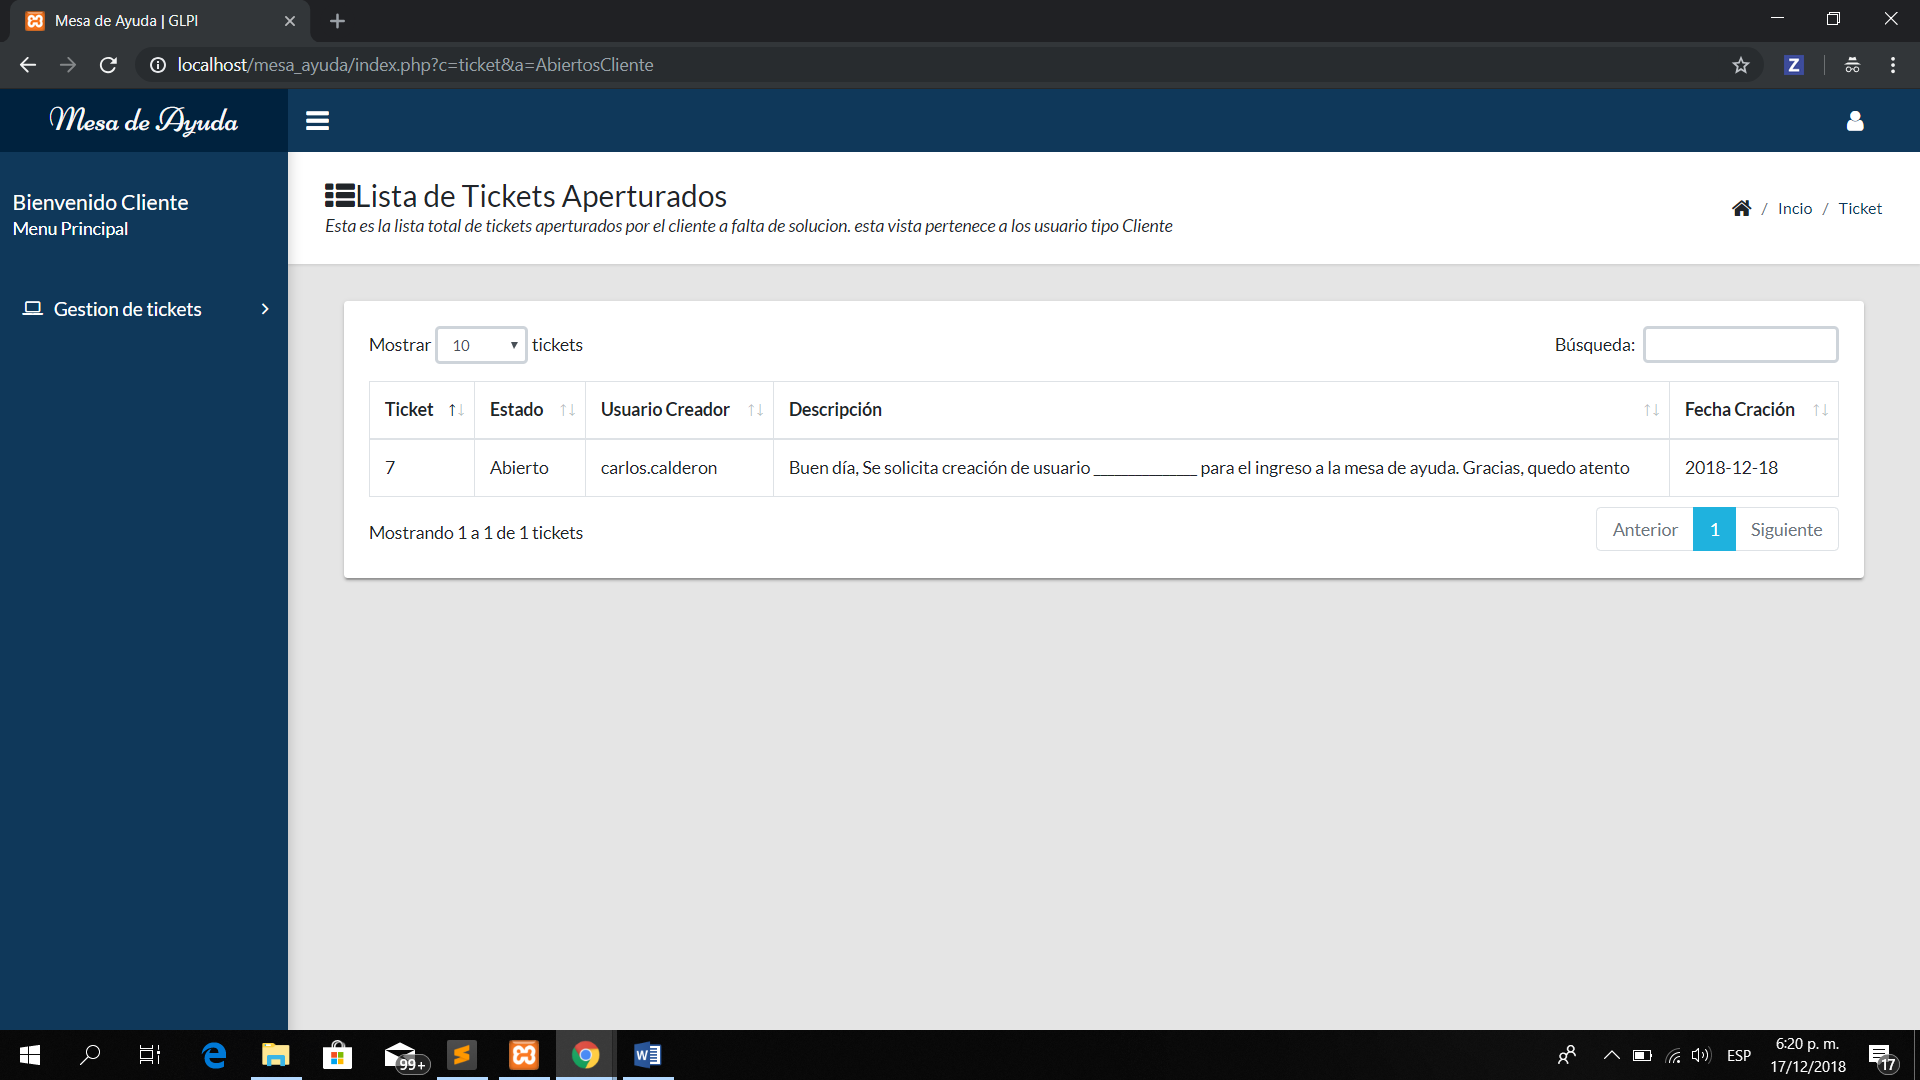 Mesa de Ayuda | GLPI
localhost/mesa_ayuda/index.php?c=ticket&a=AbiertosCliente
Z
Mesa de Ayuda
Bienvenido Cliente
Menu Principal
Gestion de tickets
Lista de Tickets Aperturados
Esta es la lista total de tickets aperturados por el cliente a falta de solucion. esta vista pertenece a los usuario tipo Cliente
/ Incio / Ticket
Mostrar 10 tickets
Búsqueda:
Ticket Estado Usuario Creador Descripción Fecha Cración
7 Abierto carlos.calderon Buen día, Se solicita creación de usuario _______________ para el ingreso a la mesa de ayuda. Gracias, quedo atento 2018-12-18
Mostrando 1 a 1 de 1 tickets
Anterior 1 Siguiente
99+
ESP
6:20 p. m.
17/12/2018
17